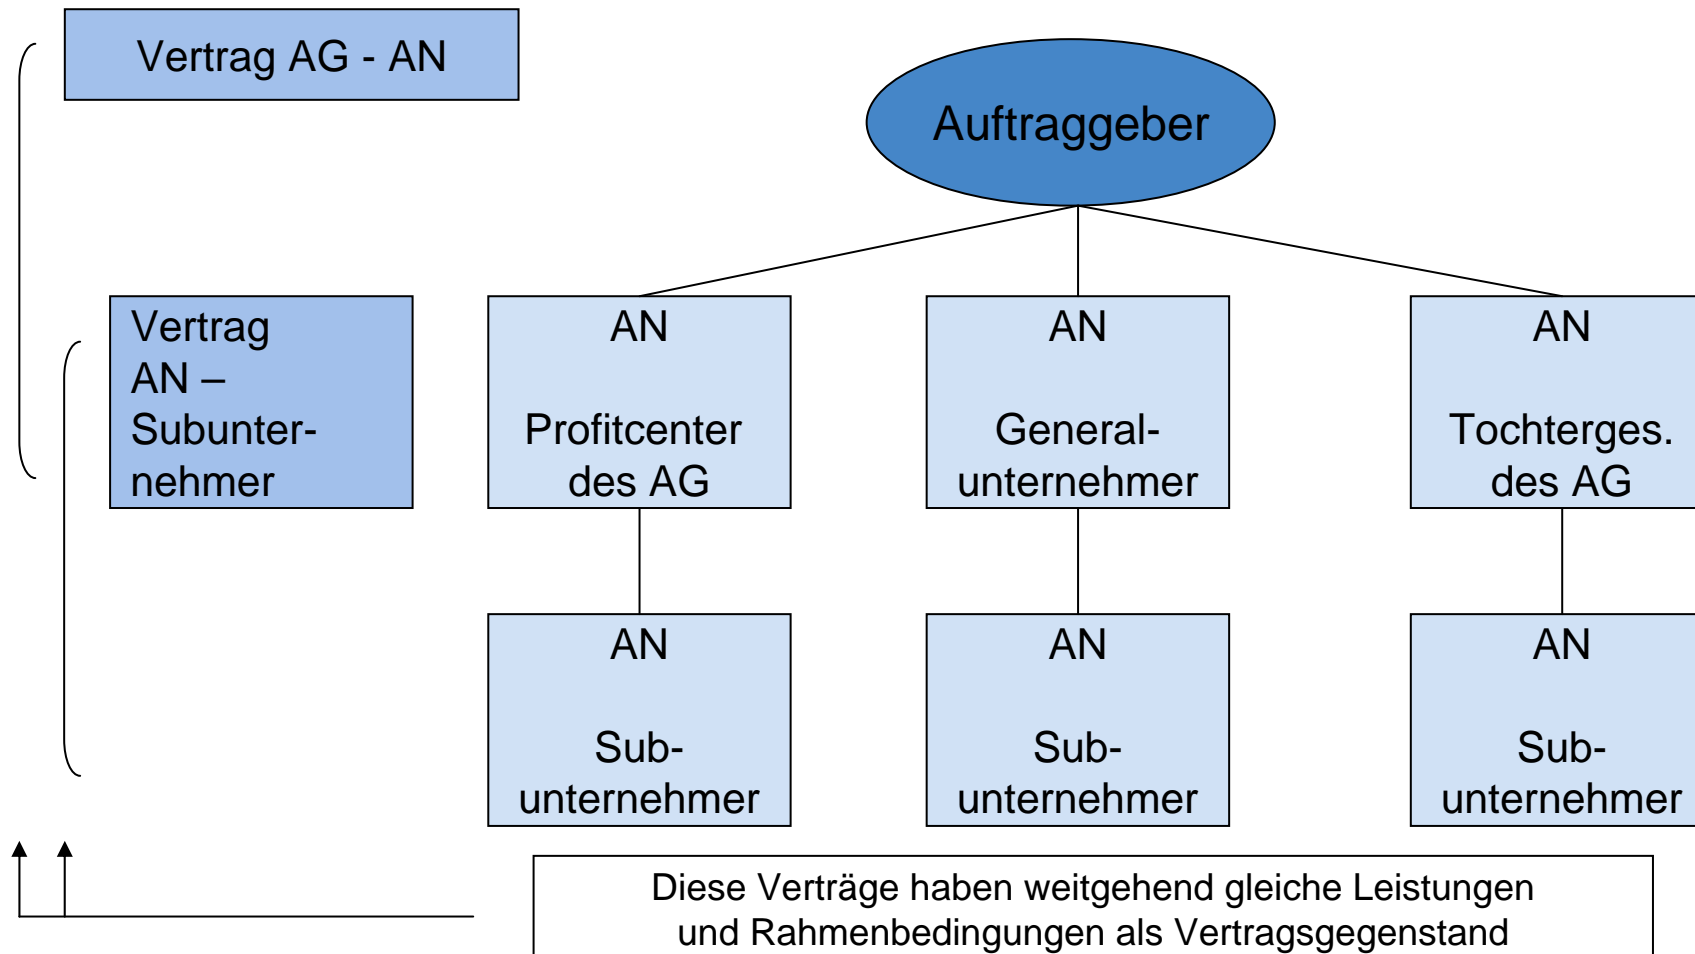 Vertrag AG - AN
Auftraggeber
Vertrag
AN –
Subunter-
nehmer
AN
Profitcenter
des AG
AN
General-
unternehmer
AN
Tochterges.
des AG
AN
Sub-
unternehmer
AN
Sub-
unternehmer
AN
Sub-
unternehmer
Diese Verträge haben weitgehend gleiche Leistungen
und Rahmenbedingungen als Vertragsgegenstand